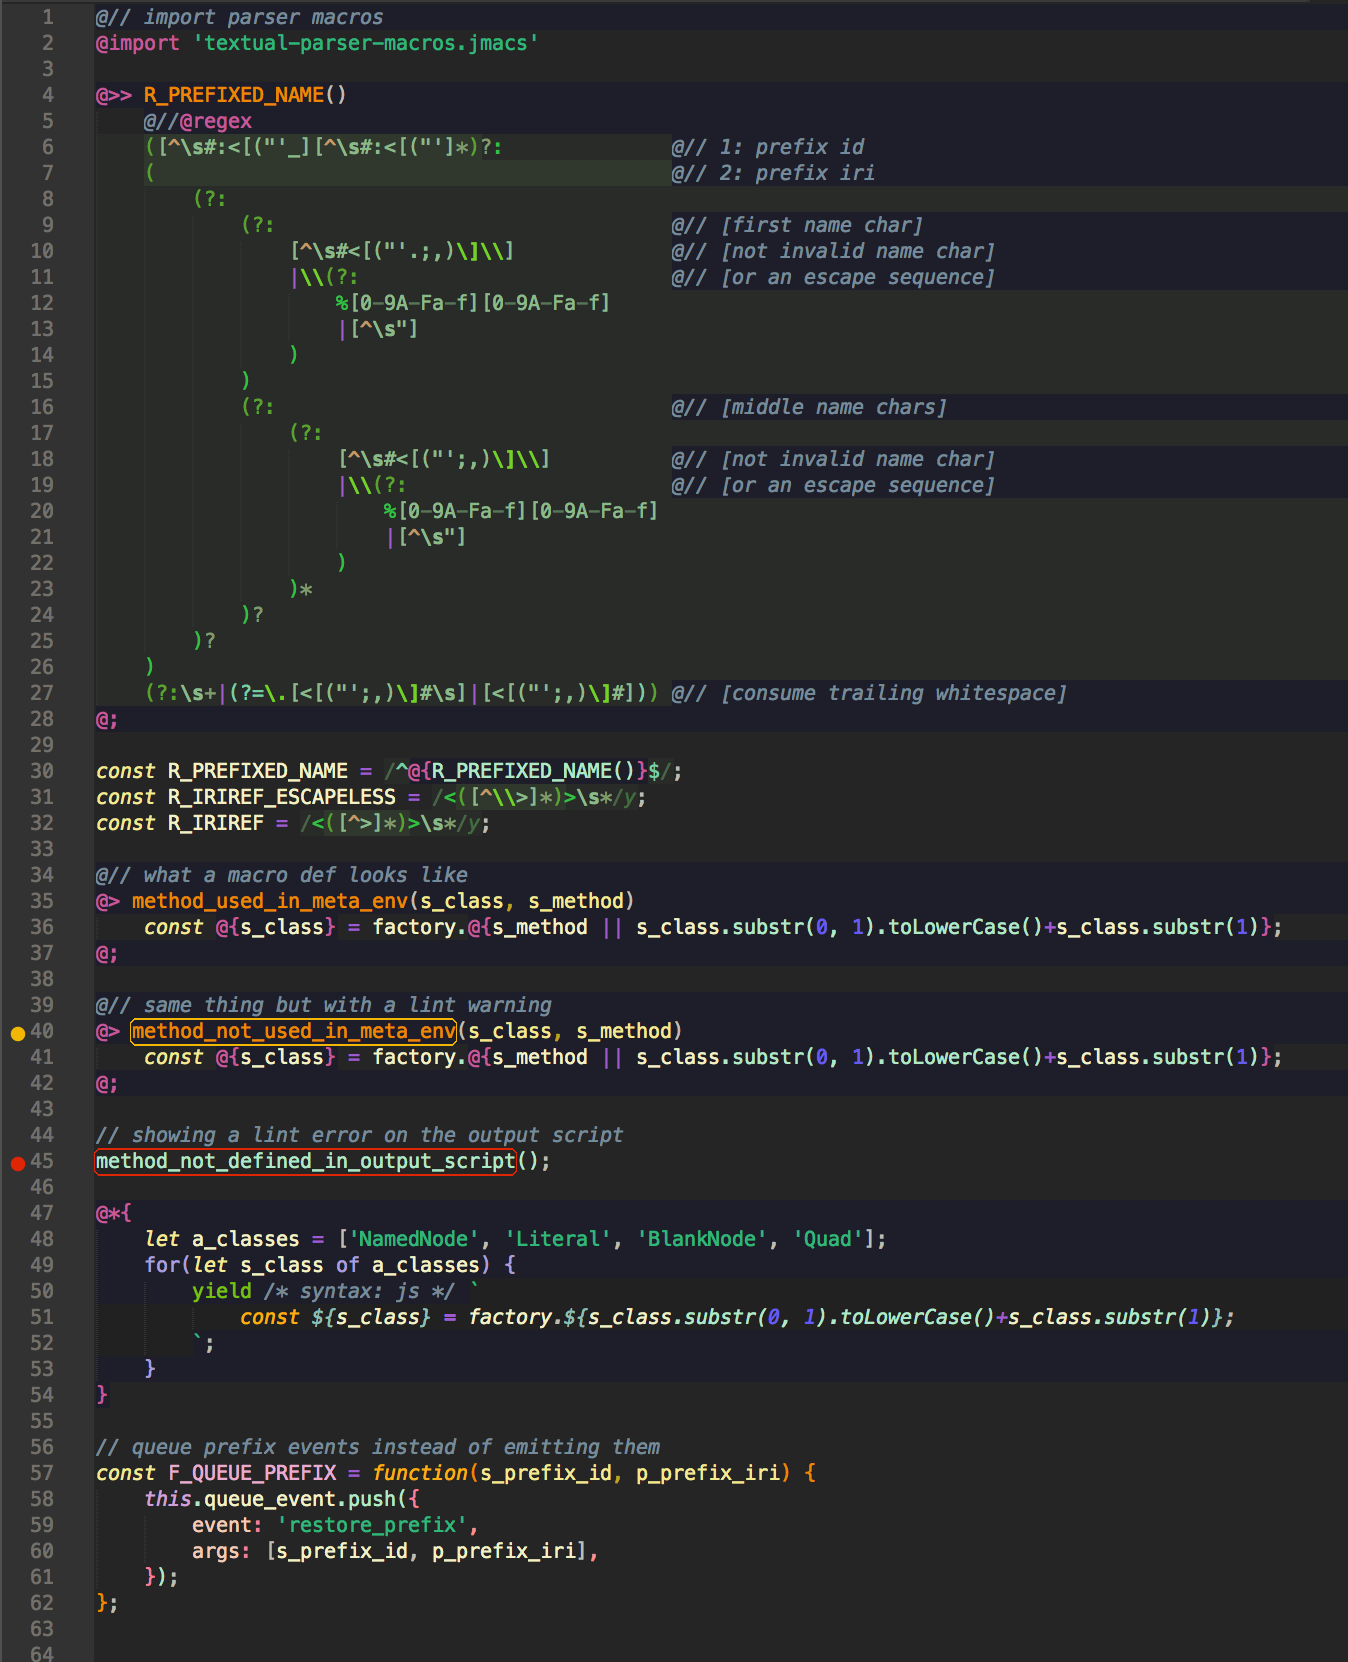 1 @// import parser macros
2 @import 'textual-parser-macros.jmacs'
3
4 @>> R_PREFIXED_NAME()
5     @//@regex
6     ([^\s#:<[("'_][^\s#:<[("']*)?:              @// 1: prefix id
7     (                                           @// 2: prefix iri
8         (?:
9             (?:                                 @// [first name char]
10                 [^\s#<[("'.;,)\]\\]             @// [not invalid name char]
11                 |\\(?:                          @// [or an escape sequence]
12                     %[0-9A-Fa-f][0-9A-Fa-f]
13                     |[^\s"]
14                 )
15             )
16             (?:                                 @// [middle name chars]
17                 (?:
18                     [^\s#<[("';,)\]\\]          @// [not invalid name char]
19                     |\\(?:                      @// [or an escape sequence]
20                         %[0-9A-Fa-f][0-9A-Fa-f]
21                         |[^\s"]
22                     )
23                 )*
24             )?
25         )?
26     )
27     (?:\s+|(?=\.[<[("';,)\]#\s]|[<[("';,)\]#])) @// [consume trailing whitespace]
28 @;
29
30 const R_PREFIXED_NAME = /^@{R_PREFIXED_NAME()}$/;
31 const R_IRIREF_ESCAPELESS = /<([^\\>]*)>\s*/y;
32 const R_IRIREF = /<([^>]*)>\s*/y;
33
34 @// what a macro def looks like
35 @> method_used_in_meta_env(s_class, s_method)
36     const @{s_class} = factory.@{s_method || s_class.substr(0, 1).toLowerCase()+s_class.substr(1)};
37 @;
38
39 @// same thing but with a lint warning
40 @> method_not_used_in_meta_env(s_class, s_method)
41     const @{s_class} = factory.@{s_method || s_class.substr(0, 1).toLowerCase()+s_class.substr(1)};
42 @;
43
44 // showing a lint error on the output script
45 method_not_defined_in_output_script();
46
47 @*{
48     let a_classes = ['NamedNode', 'Literal', 'BlankNode', 'Quad'];
49     for(let s_class of a_classes) {
50         yield /* syntax: js */ `
51             const ${s_class} = factory.${s_class.substr(0, 1).toLowerCase()+s_class.substr(1)};
52         `;
53     }
54 }
55
56 // queue prefix events instead of emitting them
57 const F_QUEUE_PREFIX = function(s_prefix_id, p_prefix_iri) {
58     this.queue_event.push({
59         event: 'restore_prefix',
60         args: [s_prefix_id, p_prefix_iri],
61     });
62 };
63
64